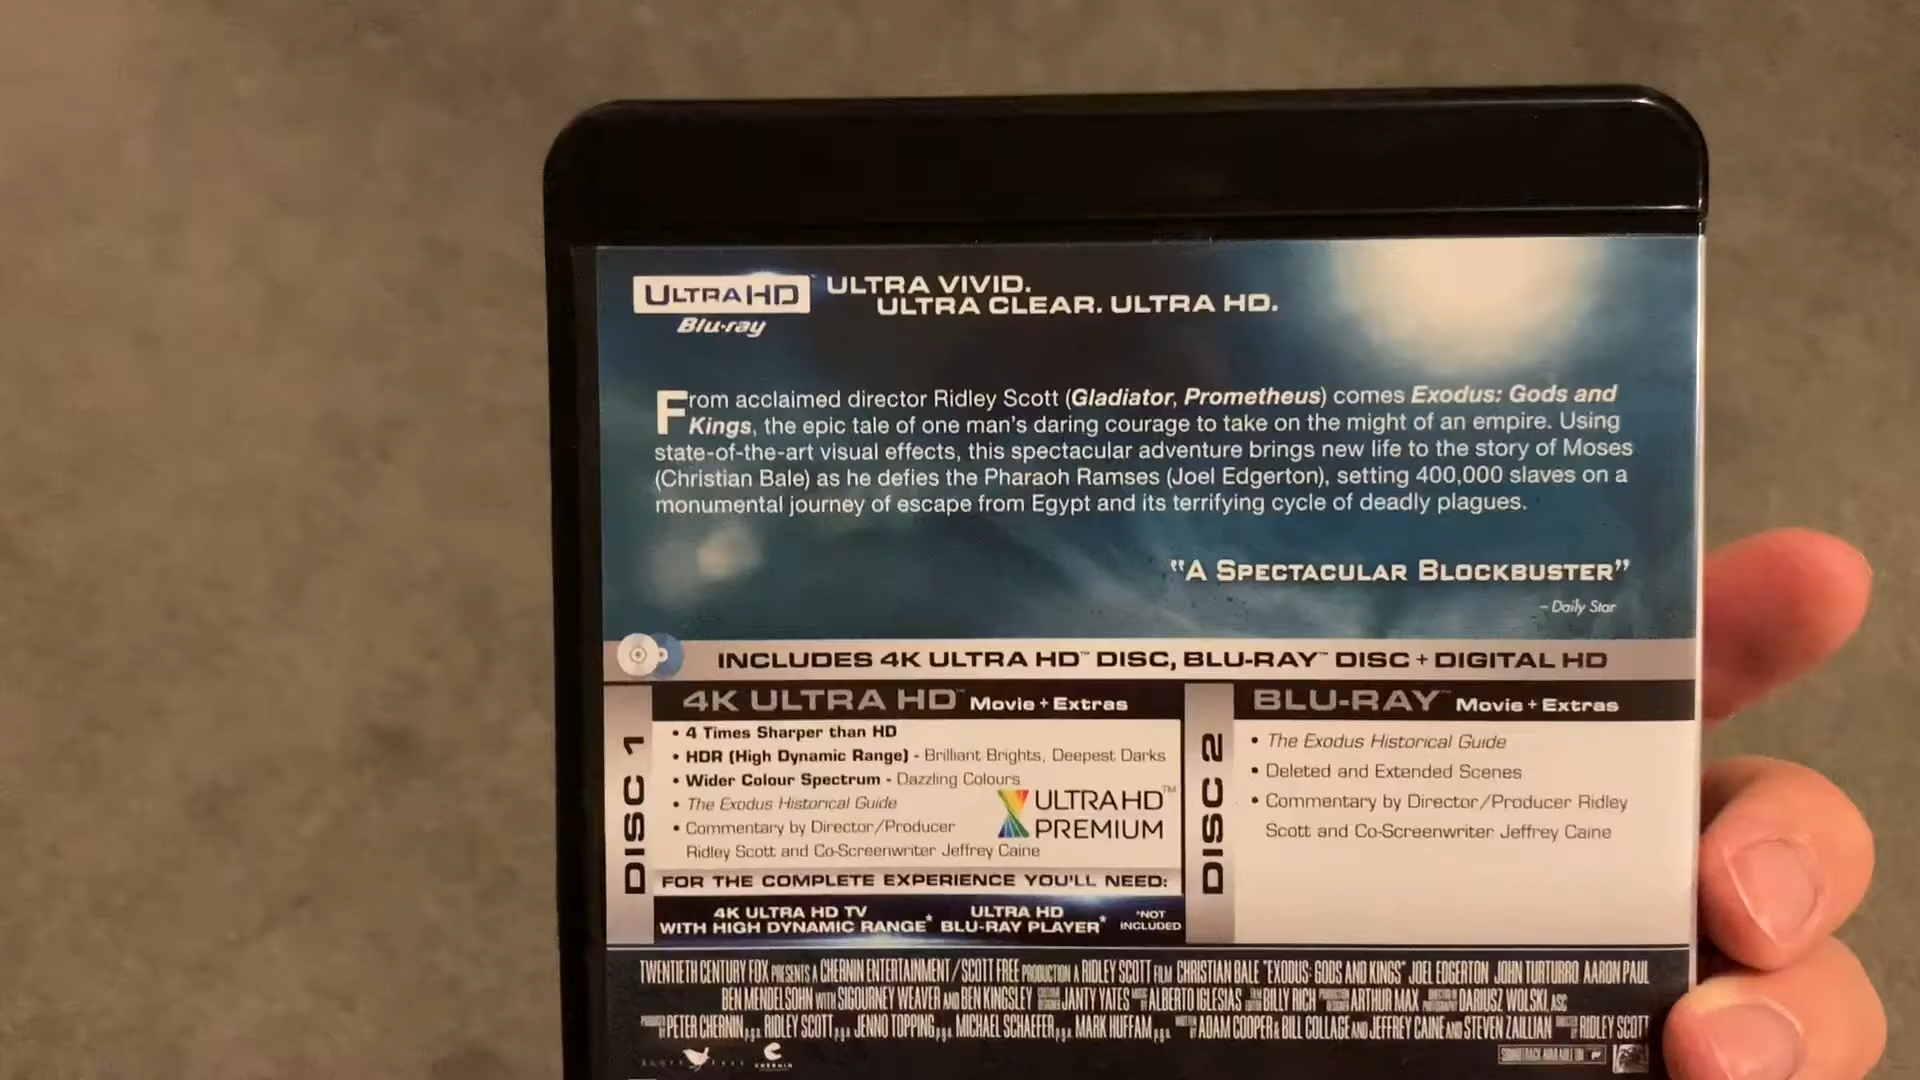 ULTRA HD
Blu-ray
ULTRA VIVID.
ULTRA CLEAR. ULTRA HD.
From acclaimed director Ridley Scott (Gladiator, Prometheus) comes Exodus: Gods and
Kings, the epic tale of one man's daring courage to take on the might of an empire. Using
state-of-the-art visual effects, this spectacular adventure brings new life to the story of Moses
(Christian Bale) as he defies the Pharaoh Ramses (Joel Edgerton), setting 400,000 slaves on a
monumental journey of escape from Egypt and its terrifying cycle of deadly plagues.
"A SPECTACULAR BLOCKBUSTER"
– Daily Star
INCLUDES 4K ULTRA HD™ DISC, BLU-RAY™ DISC + DIGITAL HD
DISC 1
4K ULTRA HD™ Movie + Extras
• 4 Times Sharper than HD
• HDR (High Dynamic Range) - Brilliant Brights, Deepest Darks
• Wider Colour Spectrum - Dazzling Colours
• The Exodus Historical Guide
• Commentary by Director/Producer
Ridley Scott and Co-Screenwriter Jeffrey Caine
ULTRA HD™
PREMIUM
FOR THE COMPLETE EXPERIENCE YOU'LL NEED:
4K ULTRA HD TV
WITH HIGH DYNAMIC RANGE*
ULTRA HD
BLU-RAY PLAYER*
*NOT
INCLUDED
DISC 2
BLU-RAY™ Movie + Extras
• The Exodus Historical Guide
• Deleted and Extended Scenes
• Commentary by Director/Producer Ridley
Scott and Co-Screenwriter Jeffrey Caine
TWENTIETH CENTURY FOX PRESENTS A CHERNIN ENTERTAINMENT / SCOTT FREE PRODUCTION A RIDLEY SCOTT FILM CHRISTIAN BALE "EXODUS: GODS AND KINGS" JOEL EDGERTON JOHN TURTURRO AARON PAUL
BEN MENDELSOHN WITH SIGOURNEY WEAVER AND BEN KINGSLEY JANTY YATES ALBERTO IGLESIAS BILLY RICH ARTHUR MAX DARIUSZ WOLSKI, ASC
PETER CHERNIN, p.g.a. RIDLEY SCOTT, p.g.a. JENNO TOPPING, p.g.a. MICHAEL SCHAEFER, p.g.a. MARK HUFFAM, p.g.a. ADAM COOPER & BILL COLLAGE AND JEFFREY CAINE AND STEVEN ZAILLIAN RIDLEY SCOTT
CHERNIN
SOUNDTRACK AVAILABLE ON